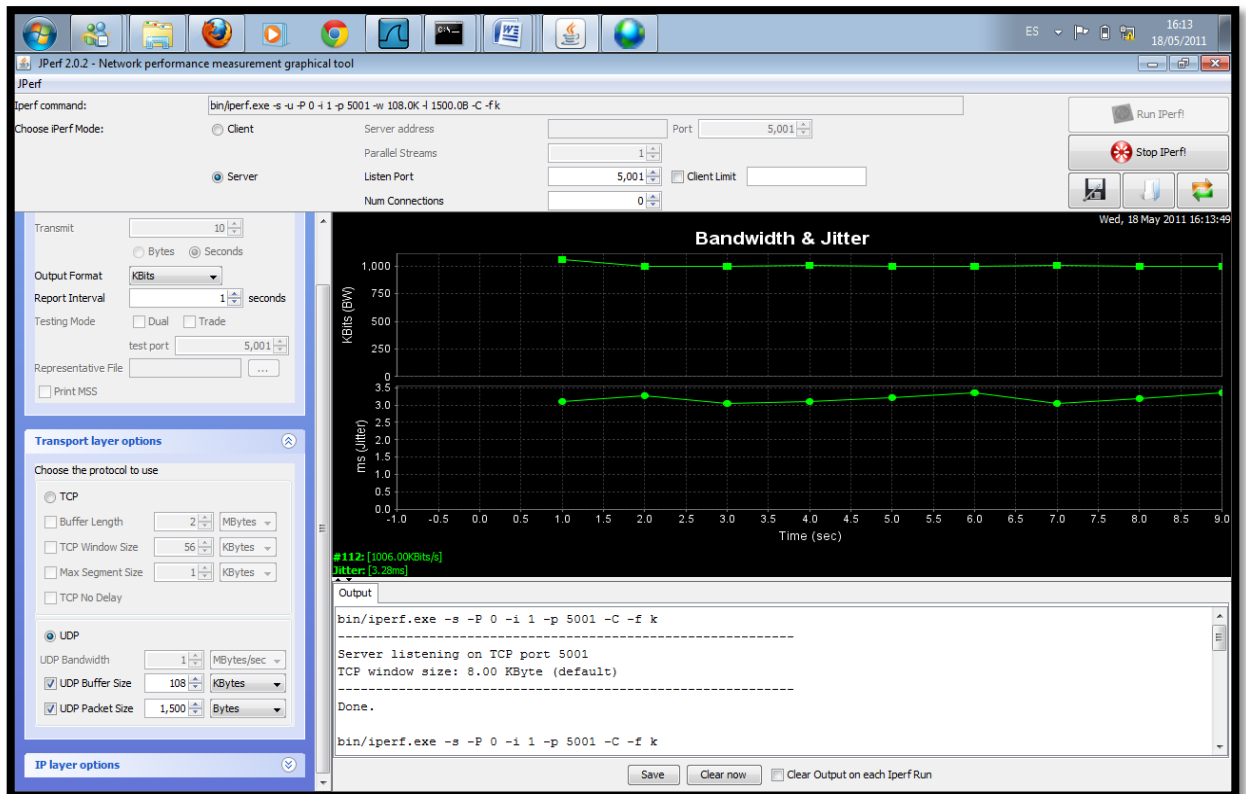 ES
16:13
18/05/2011
JPerf 2.0.2 - Network performance measurement graphical tool
JPerf
Iperf command:
bin/iperf.exe -s -u -P 0 -i 1 -p 5001 -w 108.0K -l 1500.0B -C -f k
Choose iPerf Mode:
Client
Server address
Port
5,001
Parallel Streams
1
Server
Listen Port
5,001
Client Limit
Num Connections
0
Run IPerf!
Stop IPerf!
Transmit
10
Bytes
Seconds
Output Format
KBits
Report Interval
1
seconds
Testing Mode
Dual
Trade
test port
5,001
Representative File
...
Print MSS
Transport layer options
Choose the protocol to use
TCP
Buffer Length
2
MBytes
TCP Window Size
56
KBytes
Max Segment Size
1
KBytes
TCP No Delay
UDP
UDP Bandwidth
1
MBytes/sec
UDP Buffer Size
108
KBytes
UDP Packet Size
1,500
Bytes
IP layer options
Wed, 18 May 2011 16:13:49
Bandwidth & Jitter
KBits (BW)
1,000
750
500
250
0
ms (Jitter)
3.5
3.0
2.5
2.0
1.5
1.0
0.5
0.0
-1.0 -0.5 0.0 0.5 1.0 1.5 2.0 2.5 3.0 3.5 4.0 4.5 5.0 5.5 6.0 6.5 7.0 7.5 8.0 8.5 9.0
Time (sec)
#112: [1006.00KBits/s]
Jitter: [3.28ms]
Output
bin/iperf.exe -s -P 0 -i 1 -p 5001 -C -f k
------------------------------------------------------------
Server listening on TCP port 5001
TCP window size: 8.00 KByte (default)
------------------------------------------------------------
Done.
bin/iperf.exe -s -P 0 -i 1 -p 5001 -C -f k
Save
Clear now
Clear Output on each Iperf Run